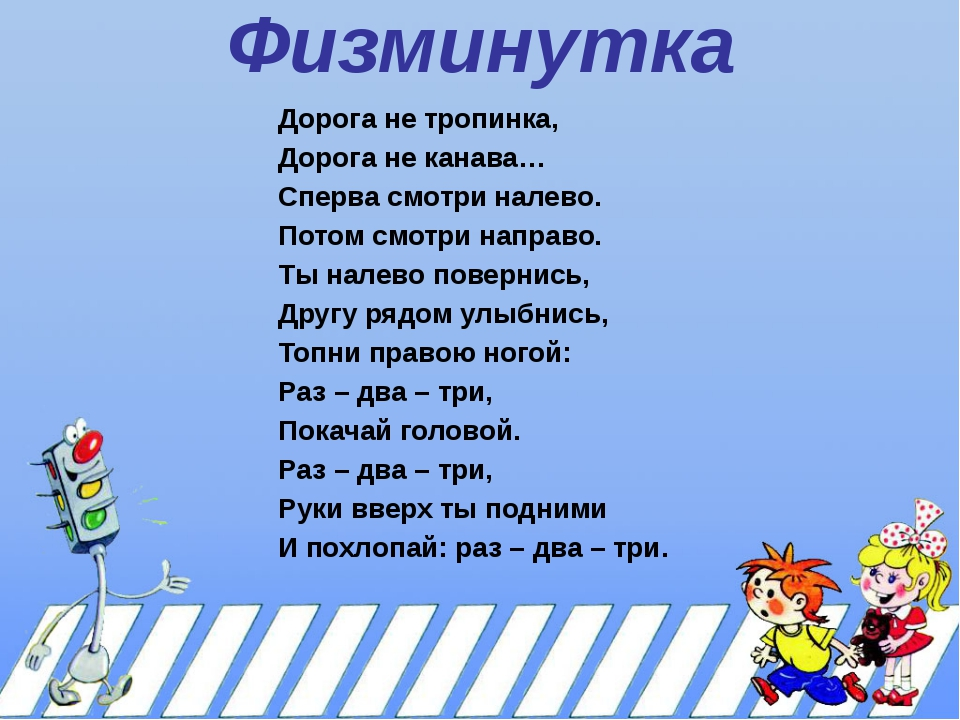 Физминутка
Дорога не тропинка,
Дорога не канава…
Сперва смотри налево.
Потом смотри направо.
Ты налево повернись,
Другу рядом улыбнись,
Топни правою ногой:
Раз – два – три,
Покачай головой.
Раз – два – три,
Руки вверх ты подними
И похлопай: раз – два – три.